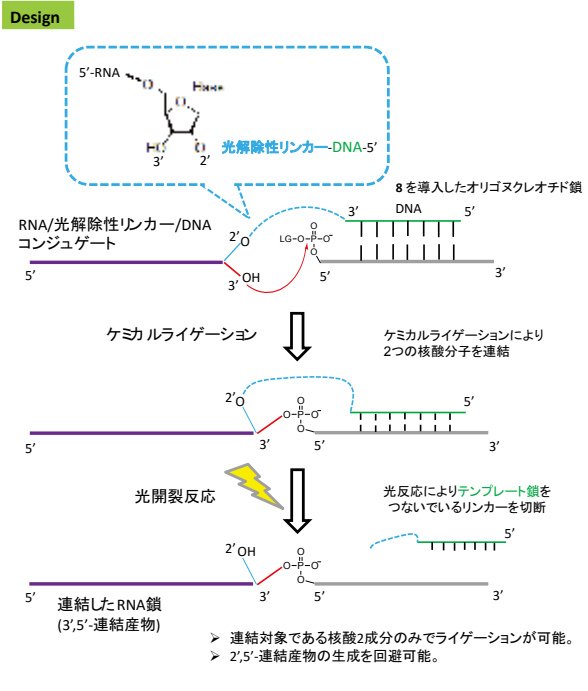 Design
5'-RNA
O
Base
O
HO
O
3'
2'
光解除性リンカー-DNA-5'
8 を導入したオリゴヌクレオチド鎖
RNA/光解除性リンカー/DNA
コンジュゲート
3'
DNA
5'
2'
O
LG-O-P-O⁻
O
O
3'
OH
5'
5'
3'
ケミカルライゲーション
ケミカルライゲーションにより
2つの核酸分子を連結
2'
O
5'
O-P-O⁻
O
O
5'
3'
5'
3'
光開裂反応
光反応によりテンプレート鎖を
つないでいるリンカーを切断
5'
2'
OH
O-P-O⁻
O
O
5'
3'
5'
3'
連結したRNA鎖
(3',5'-連結産物)
➢ 連結対象である核酸2成分のみでライゲーションが可能。
➢ 2',5'-連結産物の生成を回避可能。